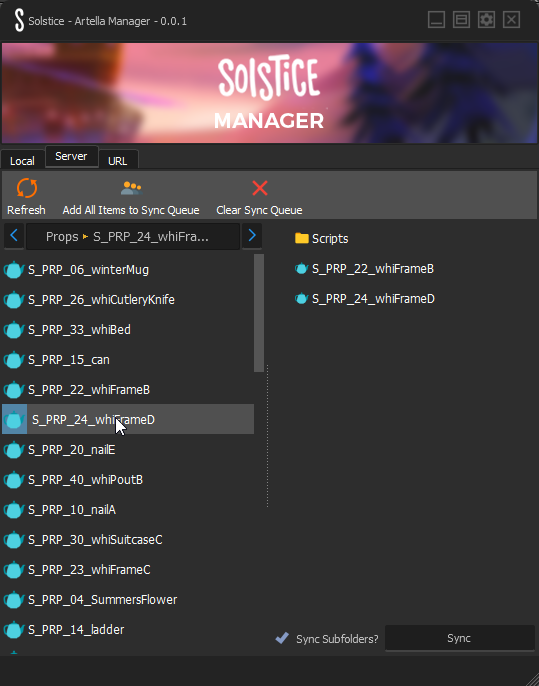 Solstice - Artella Manager - 0.0.1
SOLSTICE
MANAGER
Local
Server
URL
Refresh
Add All Items to Sync Queue
Clear Sync Queue
Props ▸ S_PRP_24_whiFra...
S_PRP_06_winterMug
S_PRP_26_whiCutleryKnife
S_PRP_33_whiBed
S_PRP_15_can
S_PRP_22_whiFrameB
S_PRP_24_whiFrameD
S_PRP_20_nailE
S_PRP_40_whiPoutB
S_PRP_10_nailA
S_PRP_30_whiSuitcaseC
S_PRP_23_whiFrameC
S_PRP_04_SummersFlower
S_PRP_14_ladder
Scripts
S_PRP_22_whiFrameB
S_PRP_24_whiFrameD
Sync Subfolders?
Sync